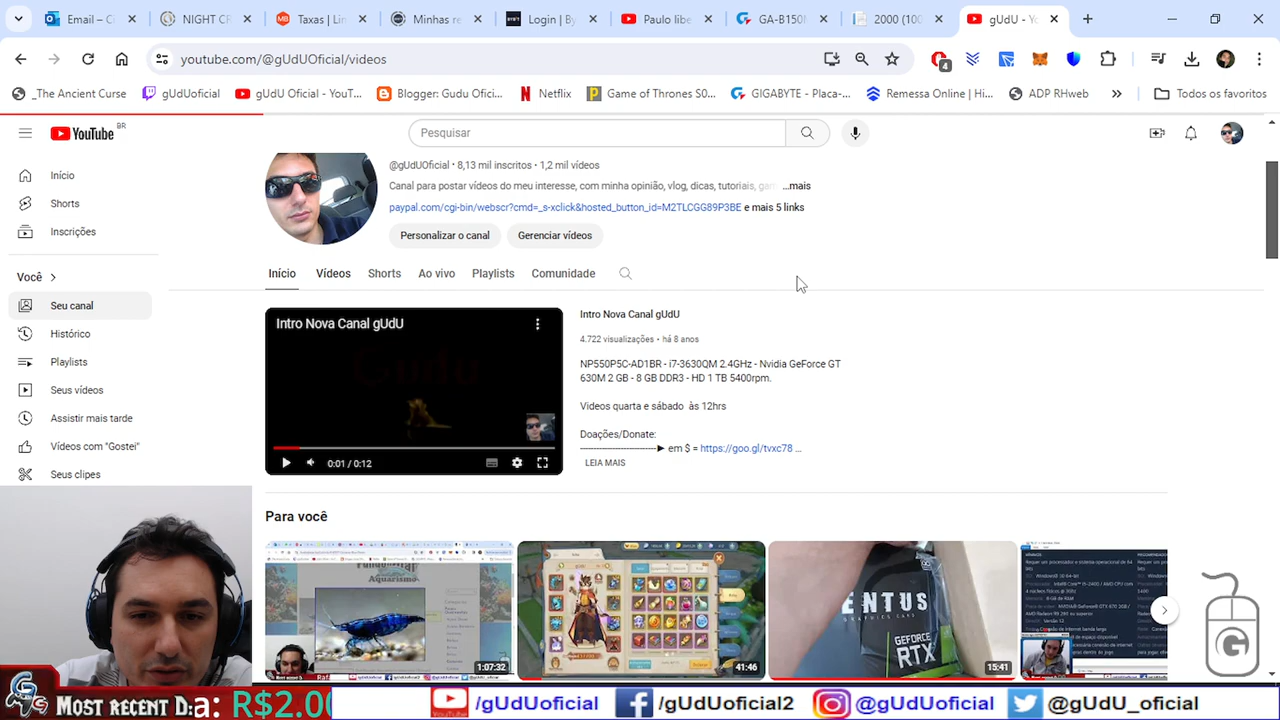 Email – C
NIGHT CF
Taxas | Lin
Minhas re
BYBIT Login | By
Paulo libe
GA-B150M
2000 (100
gUdU - Yo
youtube.com/@gUdUOficial/videos
4
_The Ancient Curse
gUdUoficial
gUdU Oficial - YouT...
Blogger: Gudu Ofici...
Netflix
Game of Thrones S0...
GIGABYTE - Placa-...
Remessa Online | Hi...
ADP RHweb
Todos os favoritos
YouTube BR
Pesquisar
@gUdUOficial • 8,13 mil inscritos • 1,2 mil vídeos
Canal para postar vídeos do meu interesse, com minha opinião, vlog, dicas, tutoriais, gam ...mais
paypal.com/cgi-bin/webscr?cmd=_s-xclick&hosted_button_id=M2TLCGG89P3BE e mais 5 links
Personalizar o canal
Gerenciar vídeos
Início
Shorts
Inscrições
Você
Seu canal
Histórico
Playlists
Seus vídeos
Assistir mais tarde
Vídeos com "Gostei"
Seus clipes
Início
Vídeos
Shorts
Ao vivo
Playlists
Comunidade
Intro Nova Canal gUdU
0:01 / 0:12
Intro Nova Canal gUdU
4.722 visualizações • há 8 anos
NP550P5C-AD1BR - i7-3630QM 2.4GHz - Nvidia GeForce GT
630M 2 GB - 8 GB DDR3 - HD 1 TB 5400rpm.
Videos quarta e sábado às 12hrs
Doações/Donate:
---------------------► em $ = https://goo.gl/tvxc78 ...
LEIA MAIS
Para você
1:07:32
41:46
15:41
G
Most recent D:a: R$2.00
/gUdUoficial
/gUdUoficial2
@gUdUoficial
@gUdU_oficial